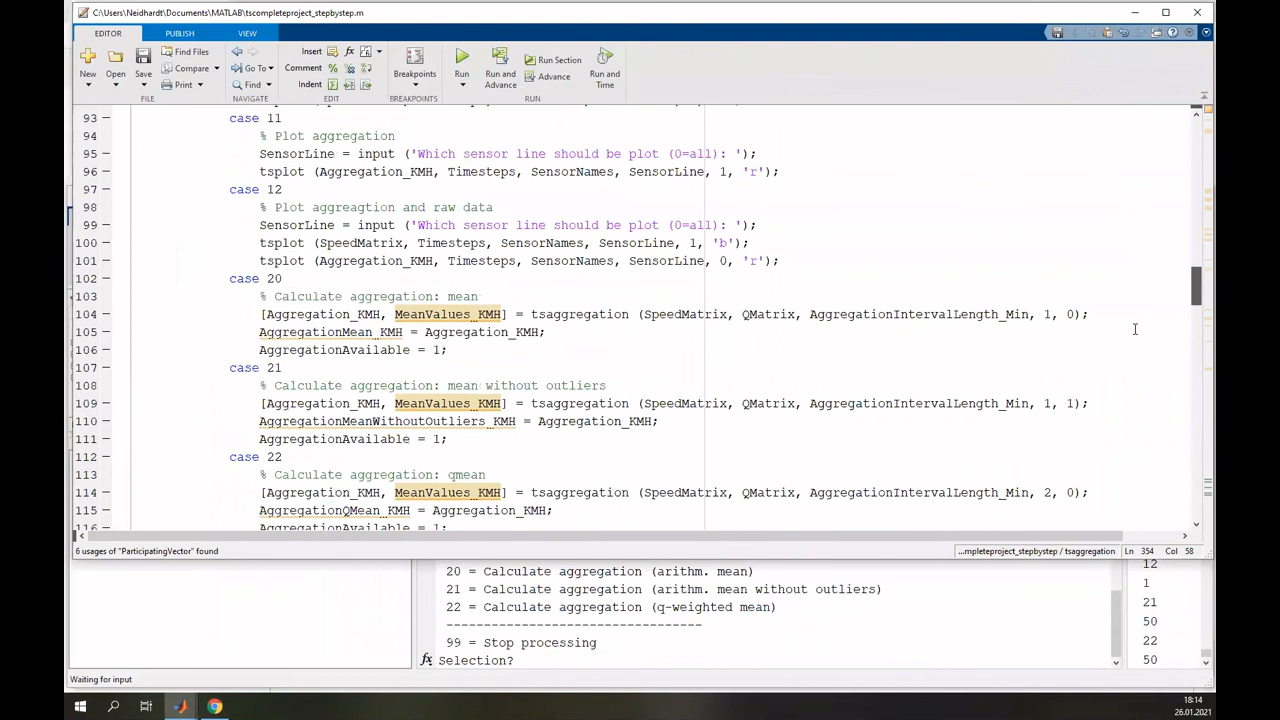 C:\Users\Neidhardt\Documents\MATLAB\tscompleteproject_stepbystep.m
EDITOR PUBLISH VIEW
New Open Save Find Files Compare Print
Go To Find
Insert Comment Indent
Breakpoints
Run Run and Advance Run Section Advance Run and Time
FILE NAVIGATE EDIT BREAKPOINTS RUN
93 case 11
94 % Plot aggregation
95 SensorLine = input ('Which sensor line should be plot (0=all): ');
96 tsplot (Aggregation_KMH, Timesteps, SensorNames, SensorLine, 1, 'r');
97 case 12
98 % Plot aggreagtion and raw data
99 SensorLine = input ('Which sensor line should be plot (0=all): ');
100 tsplot (SpeedMatrix, Timesteps, SensorNames, SensorLine, 1, 'b');
101 tsplot (Aggregation_KMH, Timesteps, SensorNames, SensorLine, 0, 'r');
102 case 20
103 % Calculate aggregation: mean
104 [Aggregation_KMH, MeanValues_KMH] = tsaggregation (SpeedMatrix, QMatrix, AggregationIntervalLength_Min, 1, 0);
105 AggregationMean_KMH = Aggregation_KMH;
106 AggregationAvailable = 1;
107 case 21
108 % Calculate aggregation: mean without outliers
109 [Aggregation_KMH, MeanValues_KMH] = tsaggregation (SpeedMatrix, QMatrix, AggregationIntervalLength_Min, 1, 1);
110 AggregationMeanWithoutOutliers_KMH = Aggregation_KMH;
111 AggregationAvailable = 1;
112 case 22
113 % Calculate aggregation: qmean
114 [Aggregation_KMH, MeanValues_KMH] = tsaggregation (SpeedMatrix, QMatrix, AggregationIntervalLength_Min, 2, 0);
115 AggregationQMean_KMH = Aggregation_KMH;
116 AggregationAvailable = 1;
6 usages of "ParticipatingVector" found
...mpleteproject_stepbystep / tsaggregation Ln 354 Col 58
20 = Calculate aggregation (arithm. mean)
21 = Calculate aggregation (arithm. mean without outliers)
22 = Calculate aggregation (q-weighted mean)
----------------------------------
99 = Stop processing
fx Selection?
12
1
21
50
22
50
Waiting for input
18:14
26.01.2021